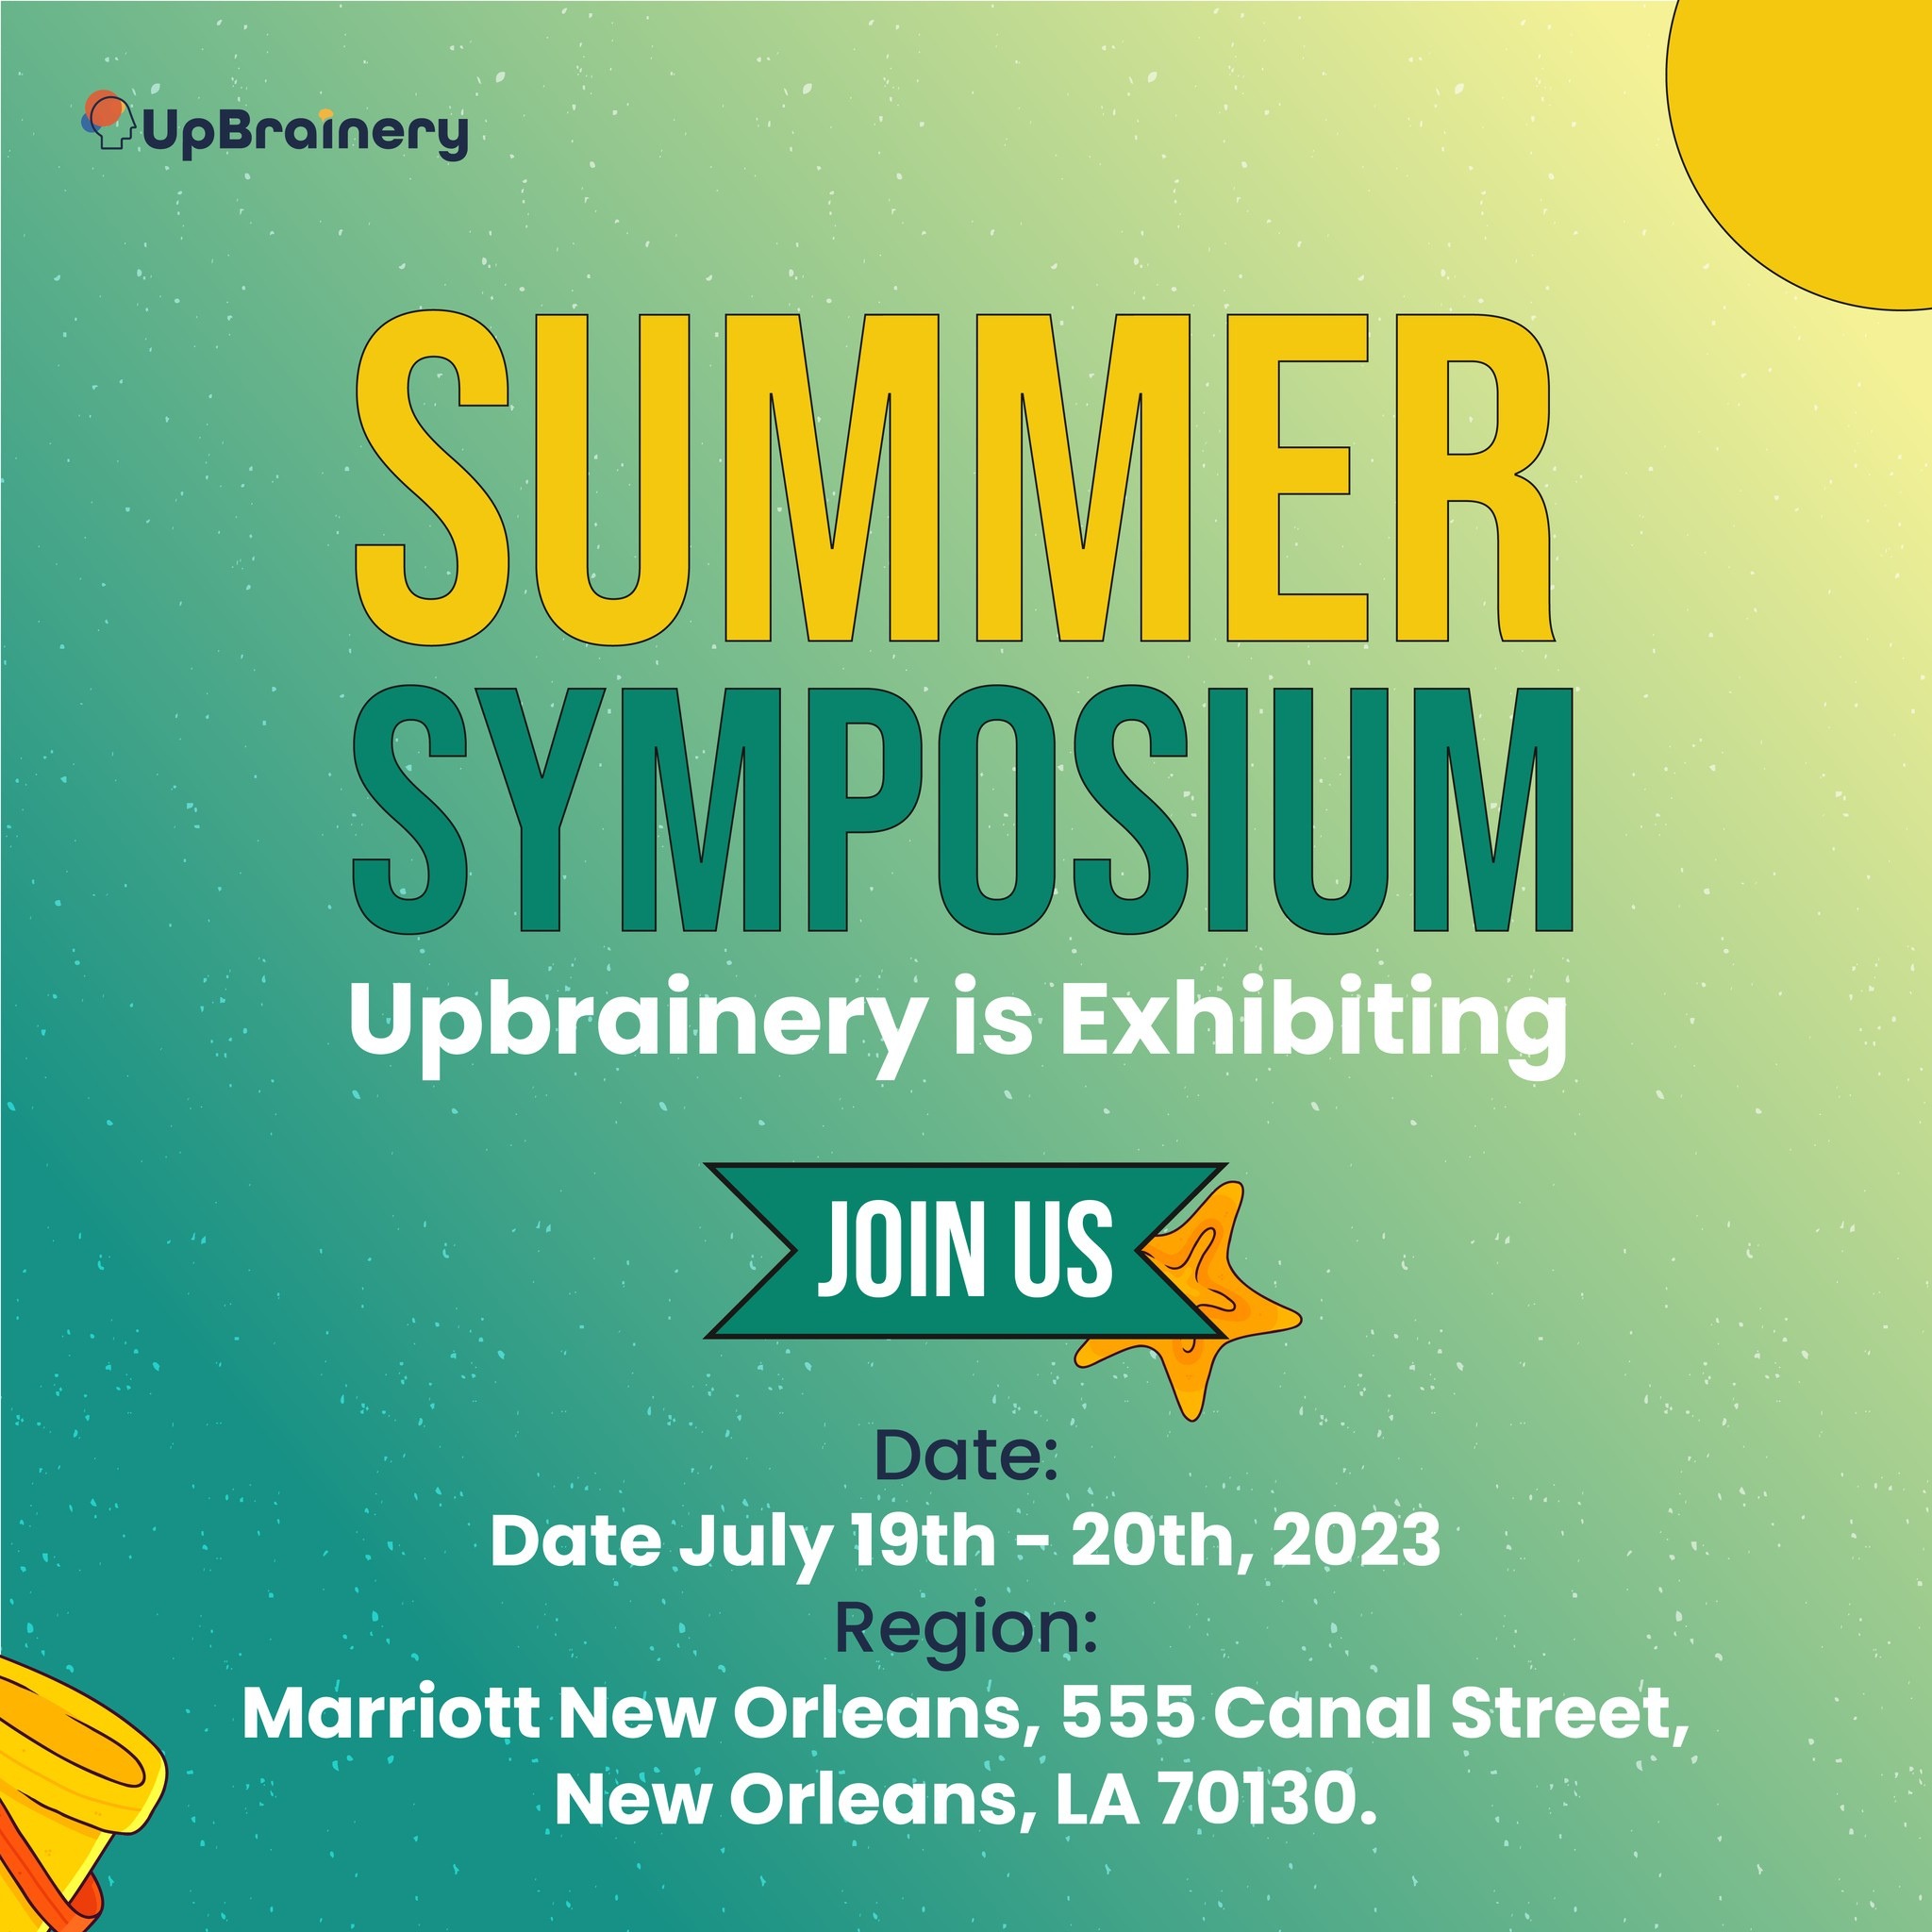 UpBrainery
SUMMER
SYMPOSIUM
Upbrainery is Exhibiting
JOIN US
Date:
Date July 19th - 20th, 2023
Region:
Marriott New Orleans, 555 Canal Street,
New Orleans, LA 70130.